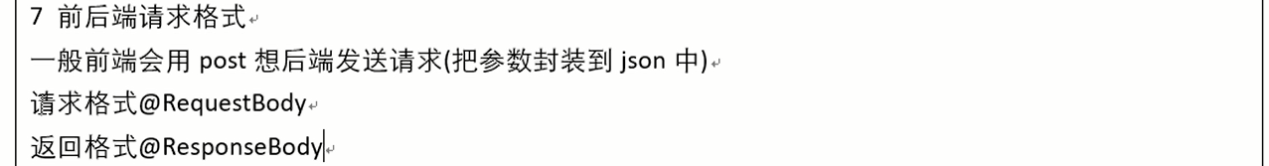 7 前后端请求格式
一般前端会用 post 想后端发送请求(把参数封装到 json 中)
请求格式@RequestBody
返回格式@ResponseBody